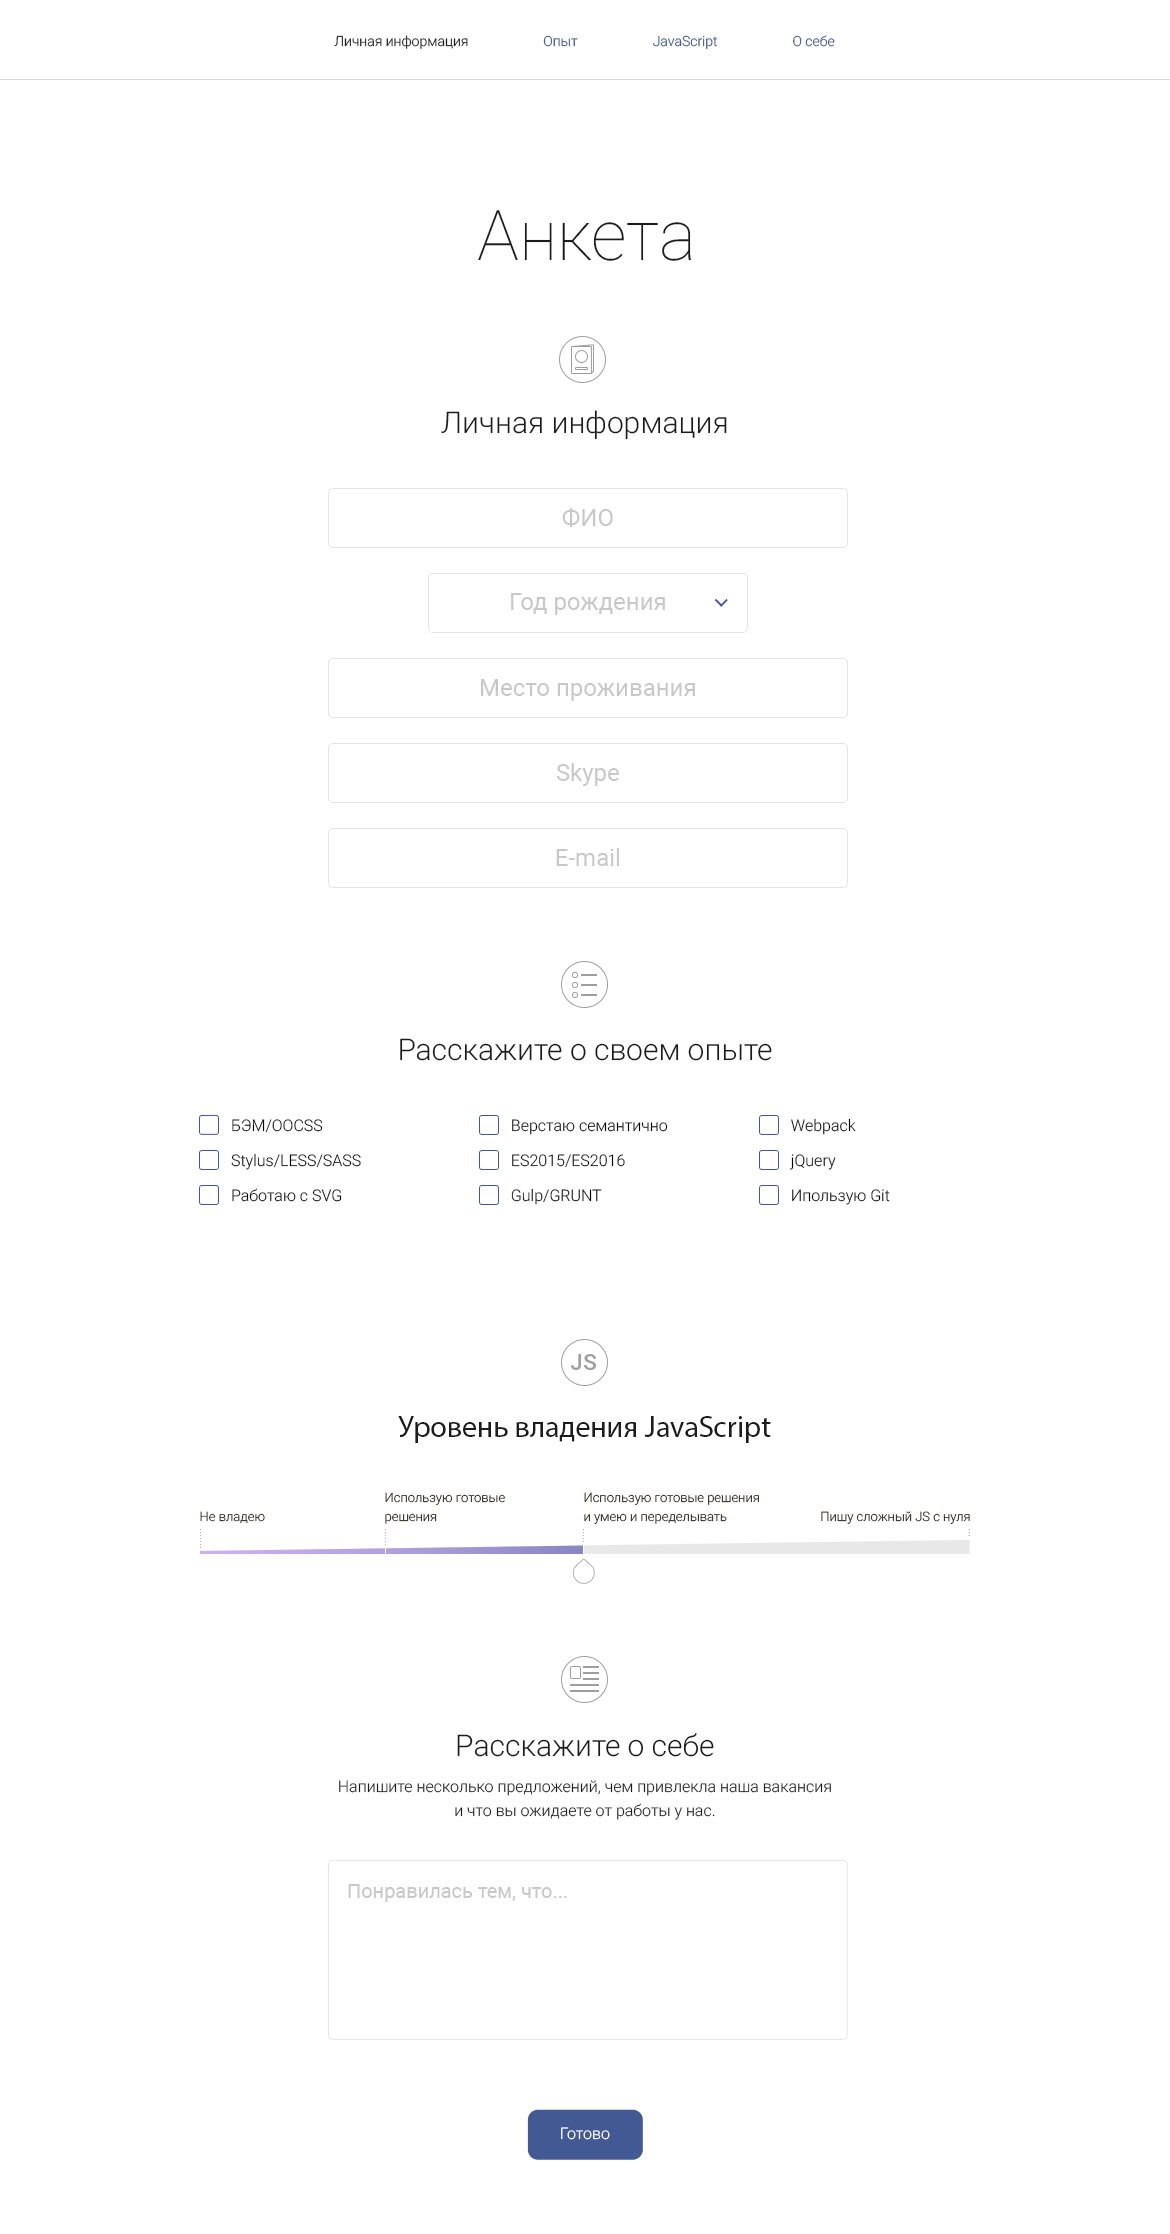 Личная информация
Опыт
JavaScript
О себе
Анкета
Личная информация
ФИО
Год рождения
Место проживания
Skype
E-mail
Расскажите о своем опыте
БЭМ/OOCSS
Верстаю семантично
Webpack
Stylus/LESS/SASS
ES2015/ES2016
jQuery
Работаю с SVG
Gulp/GRUNT
Ипользую Git
JS
Уровень владения JavaScript
Не владею
Использую готовые
решения
Использую готовые решения
и умею и переделывать
Пишу сложный JS с нуля
Расскажите о себе
Напишите несколько предложений, чем привлекла наша вакансия
и что вы ожидаете от работы у нас.
Понравилась тем, что...
Готово